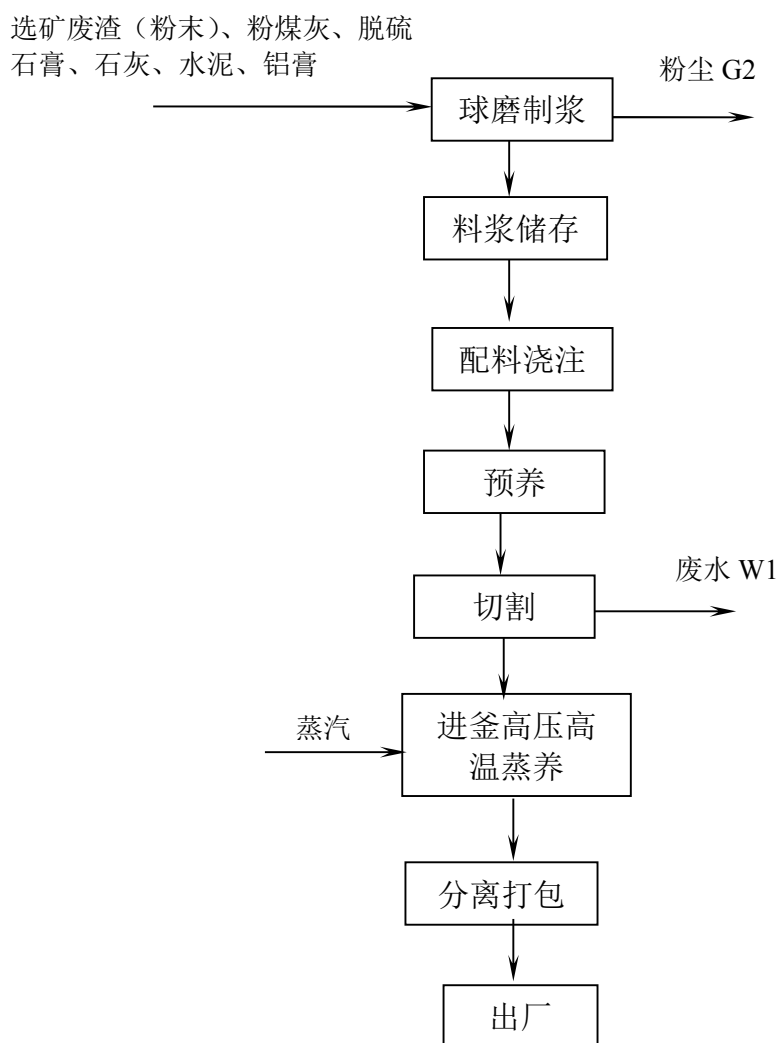 选矿废渣（粉末）、粉煤灰、脱硫
石膏、石灰、水泥、铝膏
粉尘 G2
球磨制浆
料浆储存
配料浇注
预养
废水 W1
切割
蒸汽
进釜高压高
温蒸养
分离打包
出厂